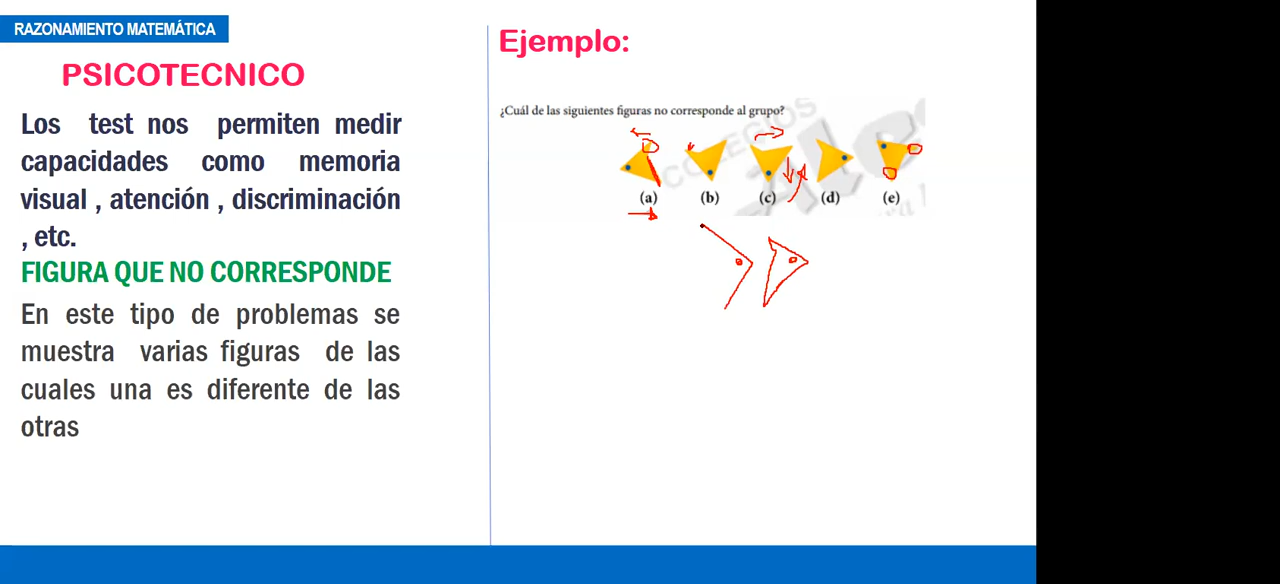 RAZONAMIENTO MATEMÁTICA
PSICOTECNICO
Los test nos permiten medir
capacidades como memoria
visual , atención , discriminación
, etc.
FIGURA QUE NO CORRESPONDE
En este tipo de problemas se
muestra varias figuras de las
cuales una es diferente de las
otras
Ejemplo:
¿Cuál de las siguientes figuras no corresponde al grupo?
COLEGIOS
(a) (b) (c) (d) (e)